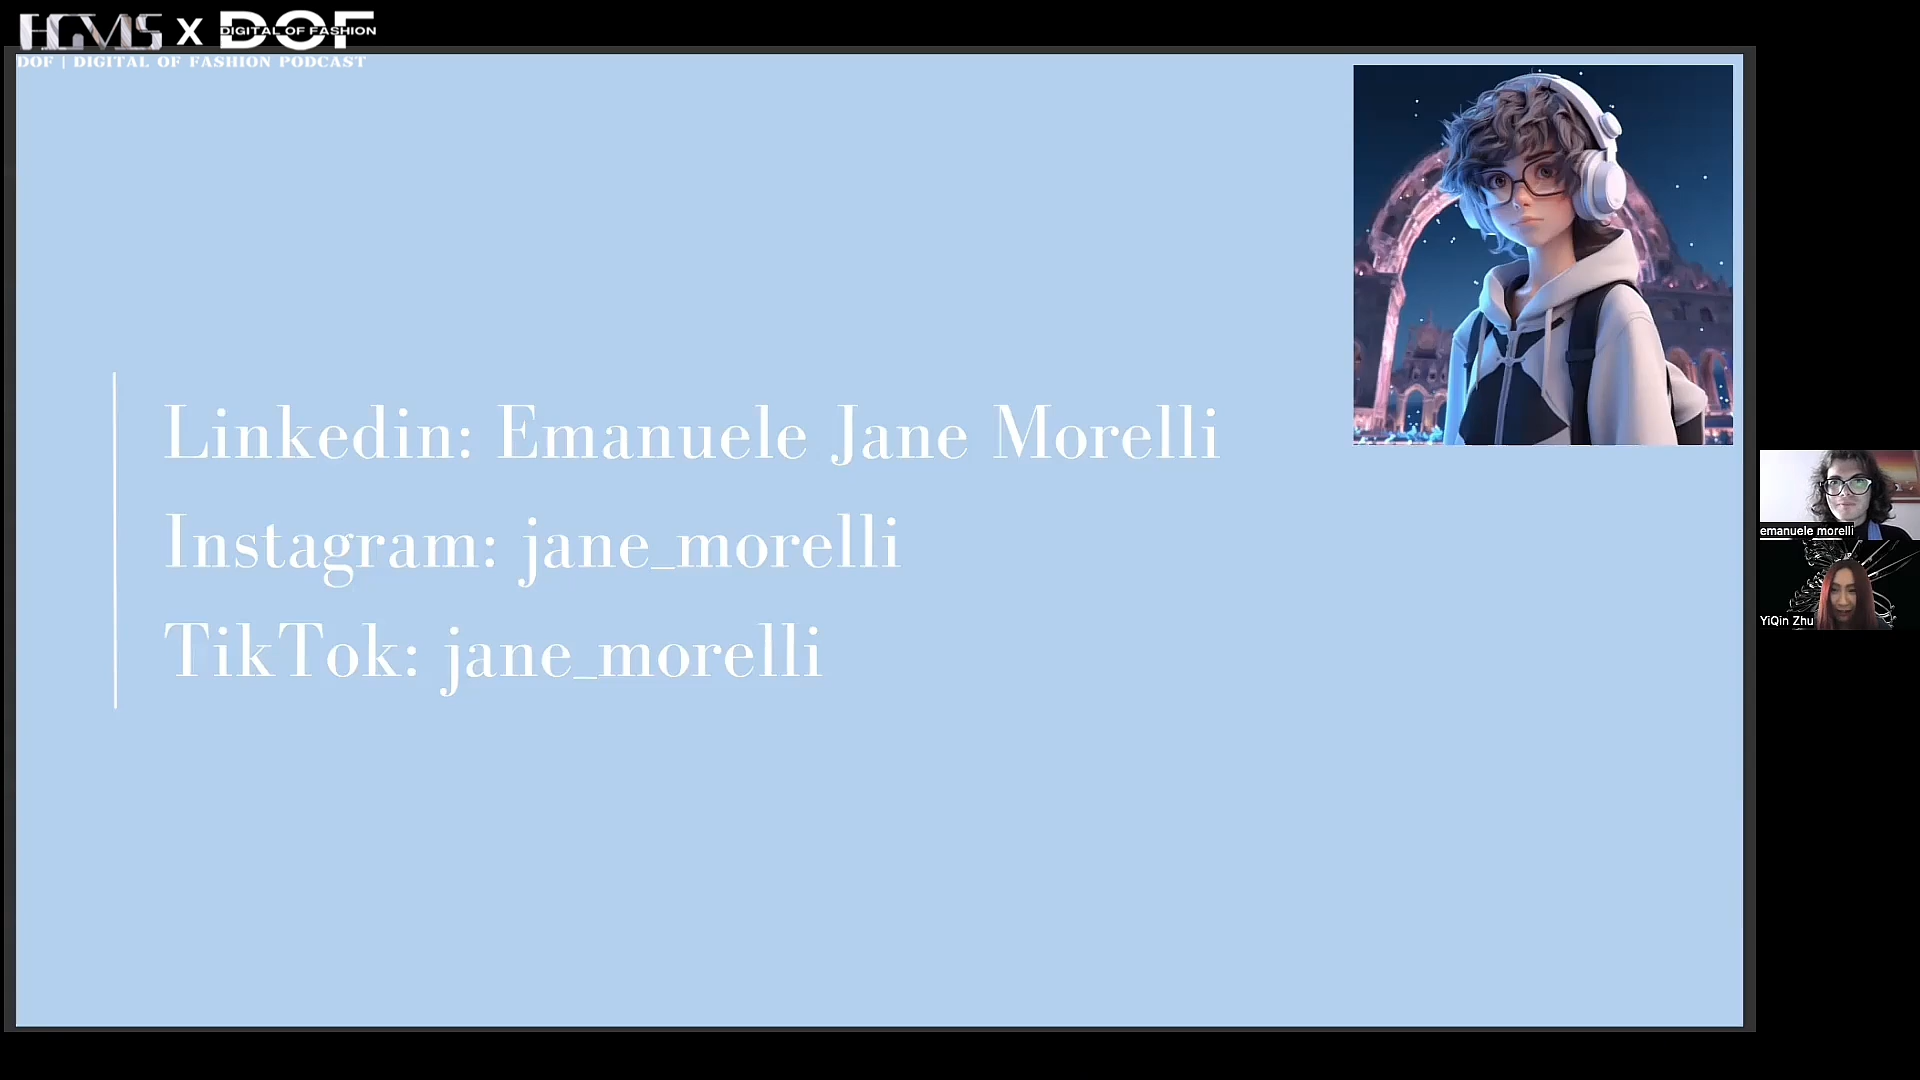 HGVIS X DOF
DIGITAL OF FASHION
DOF | DIGITAL OF FASHION PODCAST
Linkedin: Emanuele Jane Morelli
Instagram: jane_morelli
TikTok: jane_morelli
emanuele morelli
YiQin Zhu